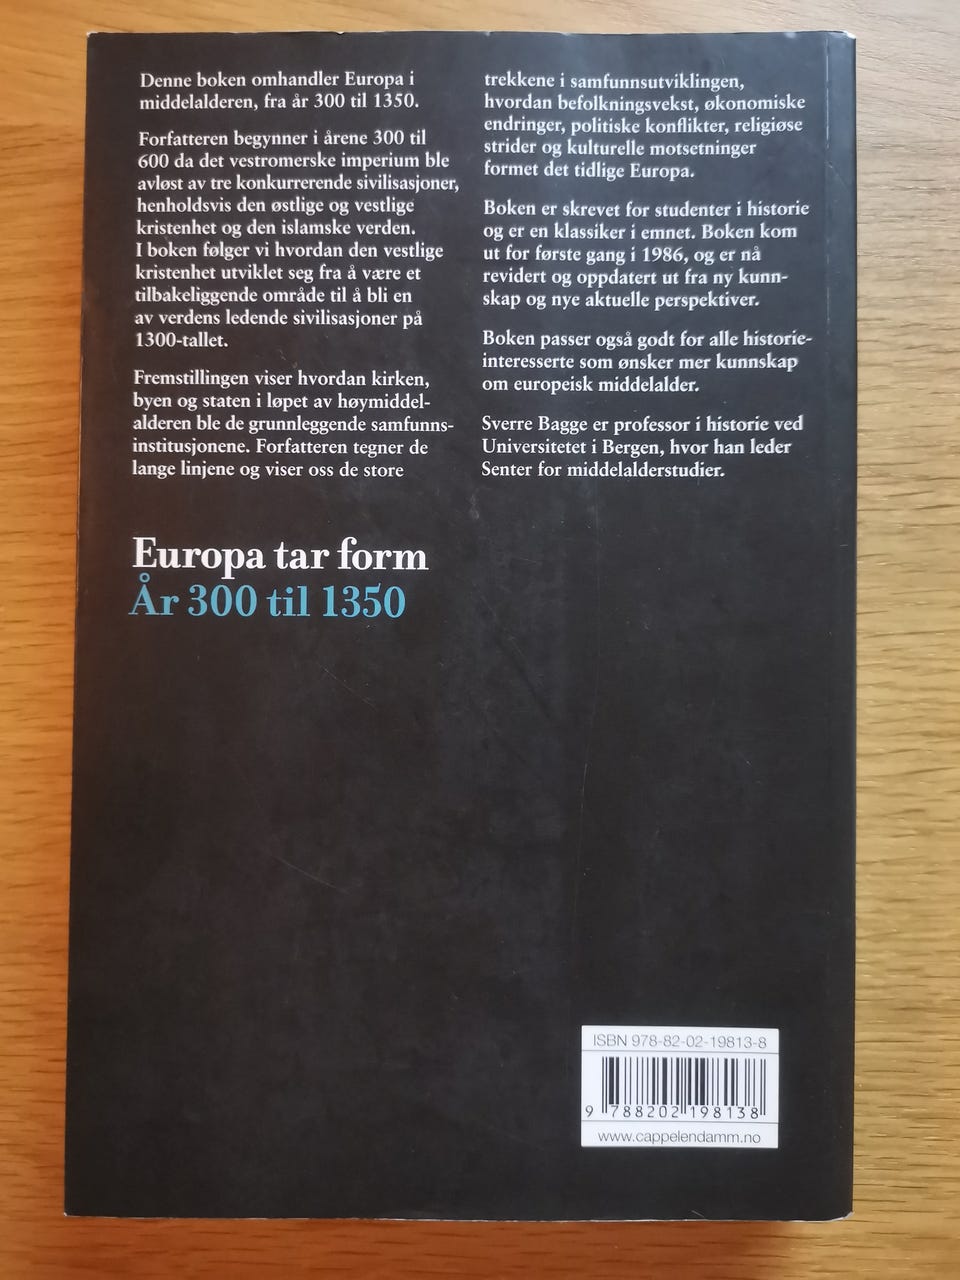 Denne boken omhandler Europa i
middelalderen, fra år 300 til 1350.
Forfatteren begynner i årene 300 til
600 da det vestromerske imperium ble
avløst av tre konkurrerende sivilisasjoner,
henholdsvis den østlige og vestlige
kristenhet og den islamske verden.
I boken følger vi hvordan den vestlige
kristenhet utviklet seg fra å være et
tilbakeliggende område til å bli en
av verdens ledende sivilisasjoner på
1300-tallet.
Fremstillingen viser hvordan kirken,
byen og staten i løpet av høymiddel-
alderen ble de grunnleggende samfunns-
institusjonene. Forfatteren tegner de
lange linjene og viser oss de store
trekkene i samfunnsutviklingen,
hvordan befolkningsvekst, økonomiske
endringer, politiske konflikter, religiøse
strider og kulturelle motsetninger
formet det tidlige Europa.
Boken er skrevet for studenter i historie
og er en klassiker i emnet. Boken kom
ut for første gang i 1986, og er nå
revidert og oppdatert ut fra ny kunn-
skap og nye aktuelle perspektiver.
Boken passer også godt for alle historie-
interesserte som ønsker mer kunnskap
om europeisk middelalder.
Sverre Bagge er professor i historie ved
Universitetet i Bergen, hvor han leder
Senter for middelalderstudier.
Europa tar form
År 300 til 1350
ISBN 978-82-02-19813-8
9 788202 198138
www.cappelendamm.no